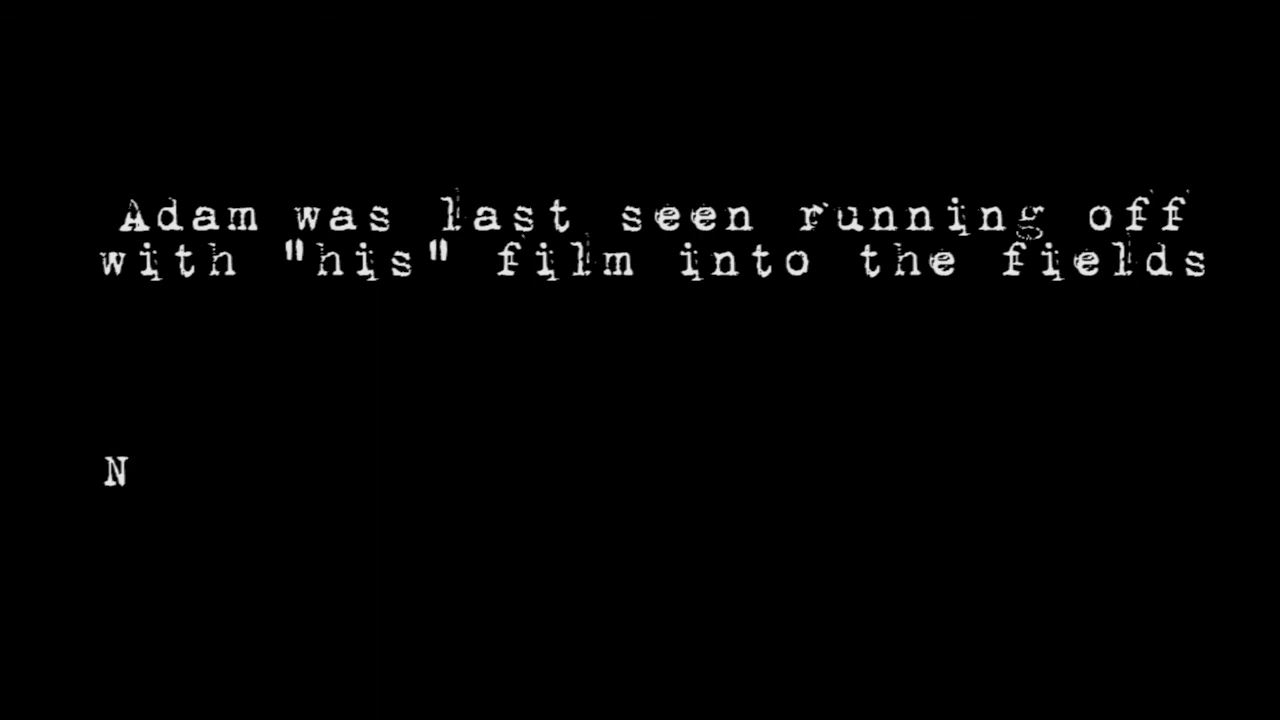 Adam was last seen running off
with "his" film into the fields
N